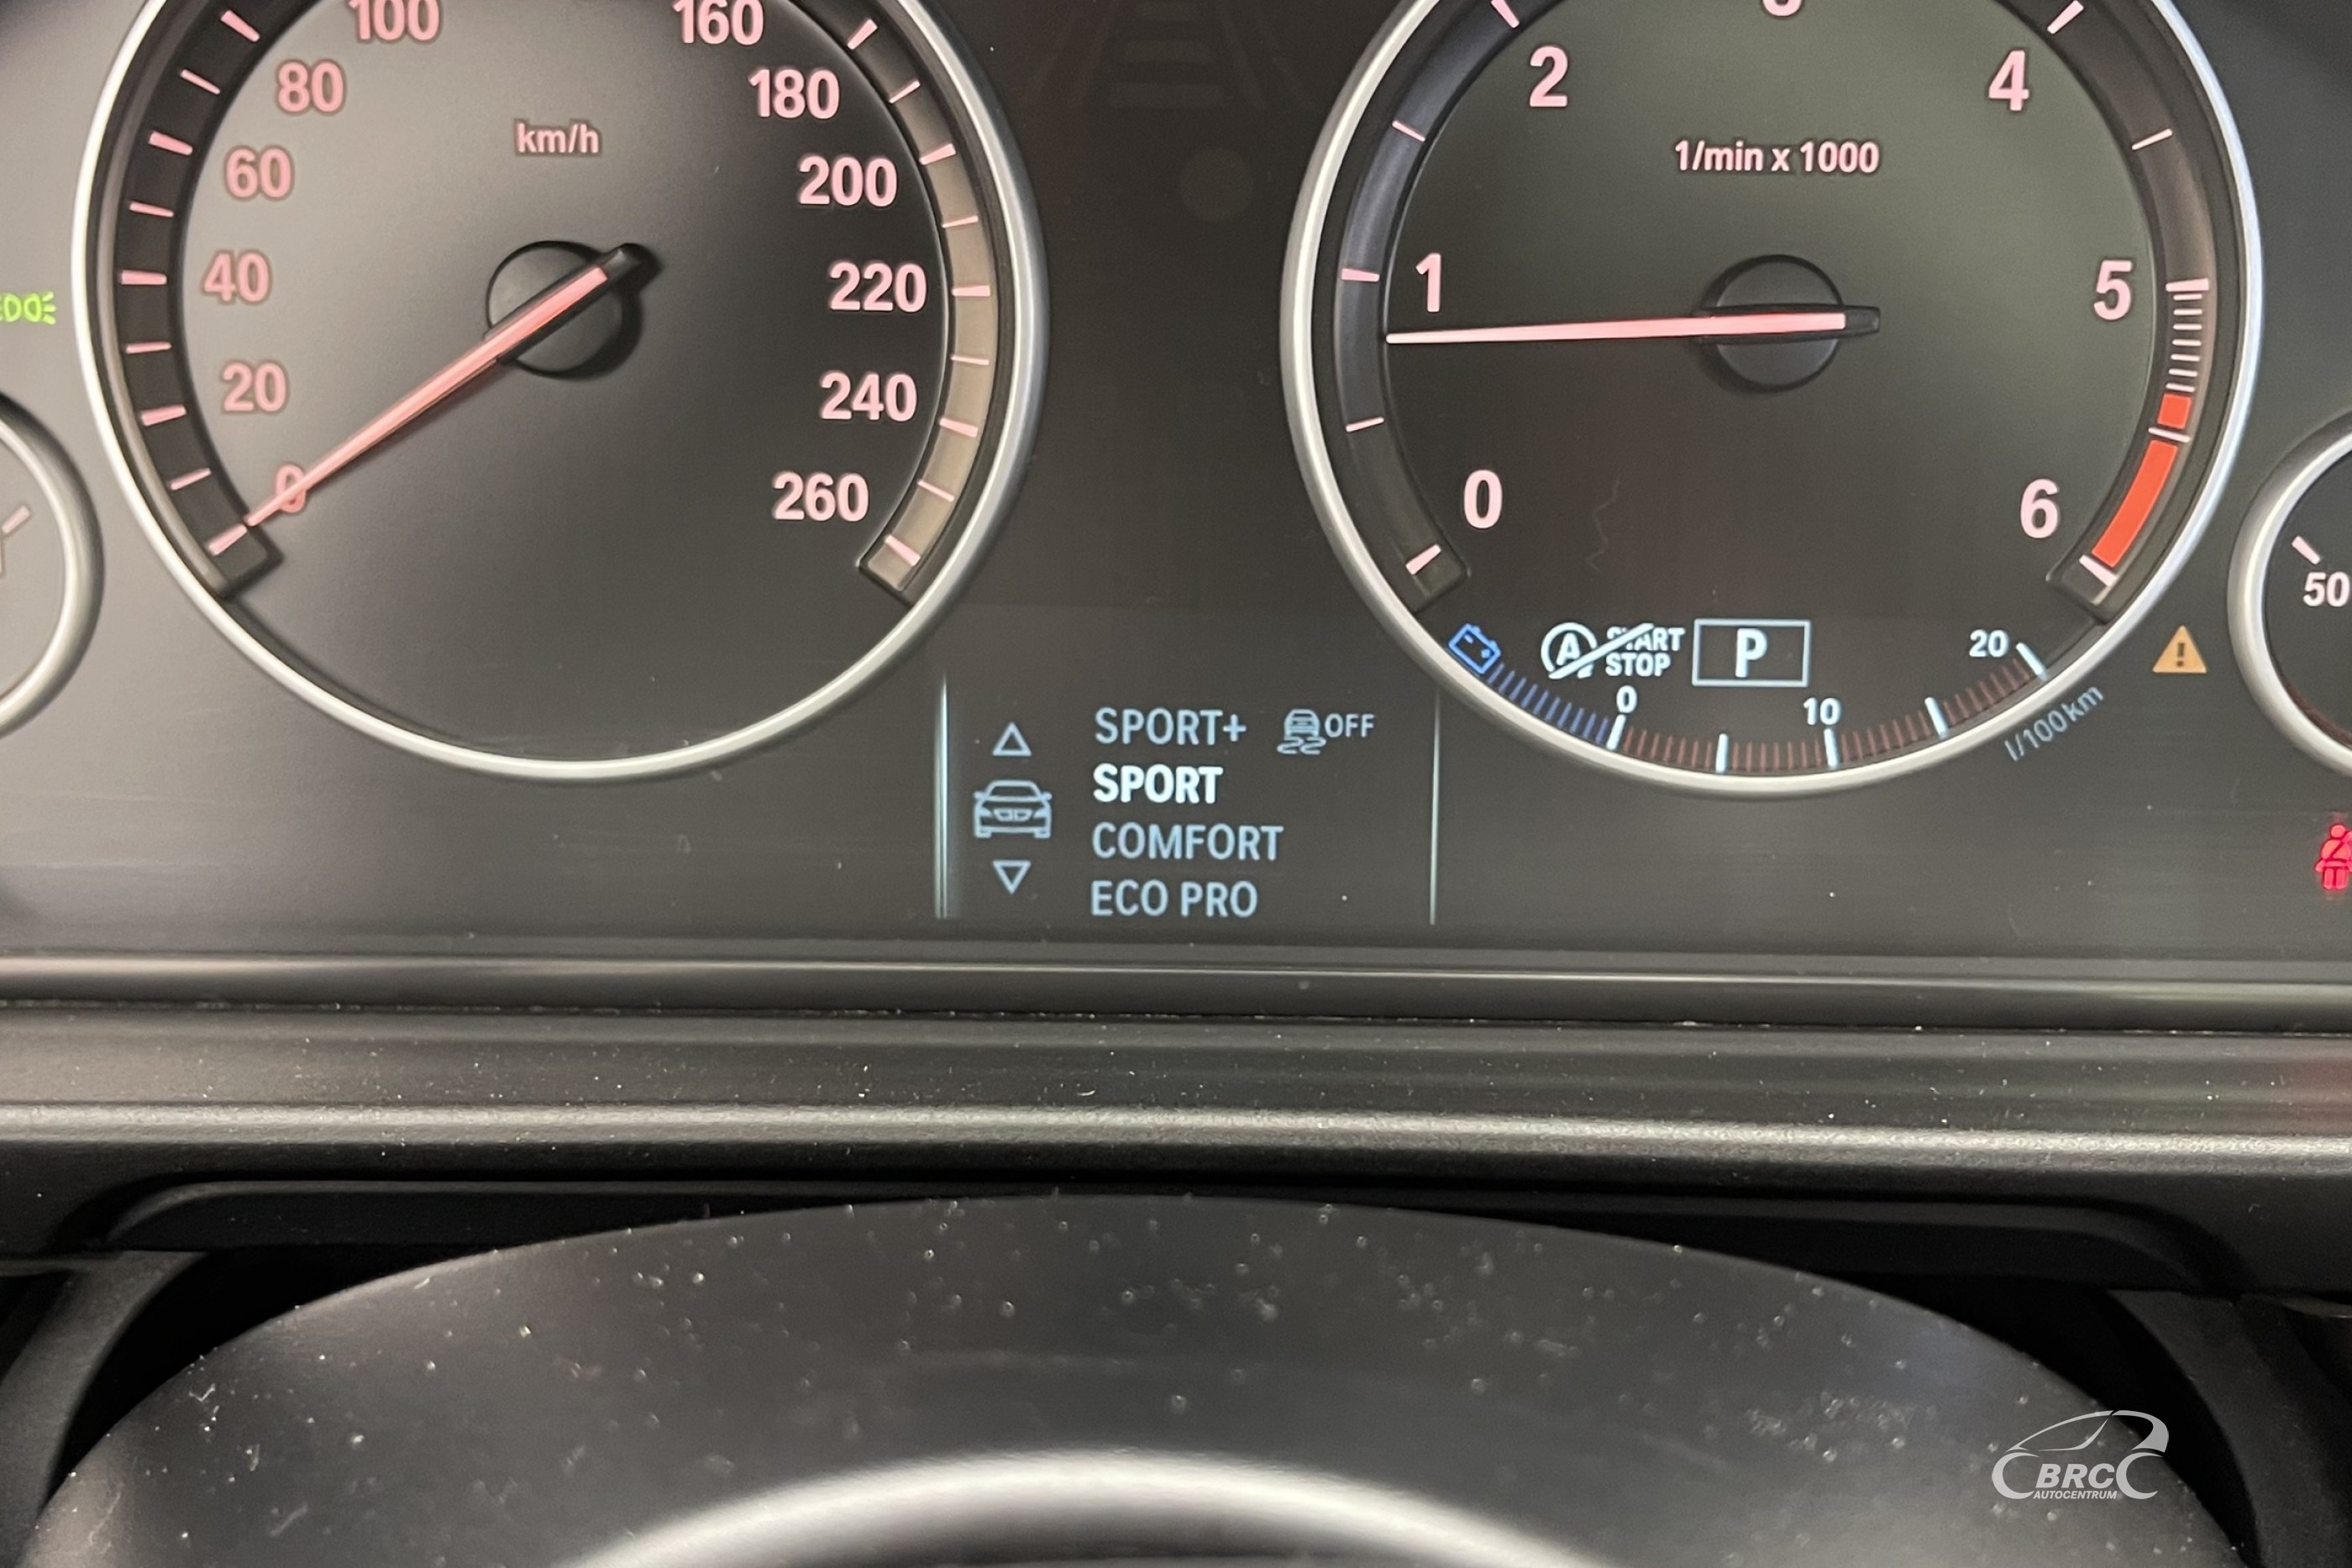 100
80
60
40
20
0
km/h
160
180
200
220
240
260
1/min x 1000
0
1
2
4
5
6
START
STOP
P
0
10
20
l/100km
SPORT+ OFF
SPORT
COMFORT
ECO PRO
50
BRC
AUTOCENTRUM